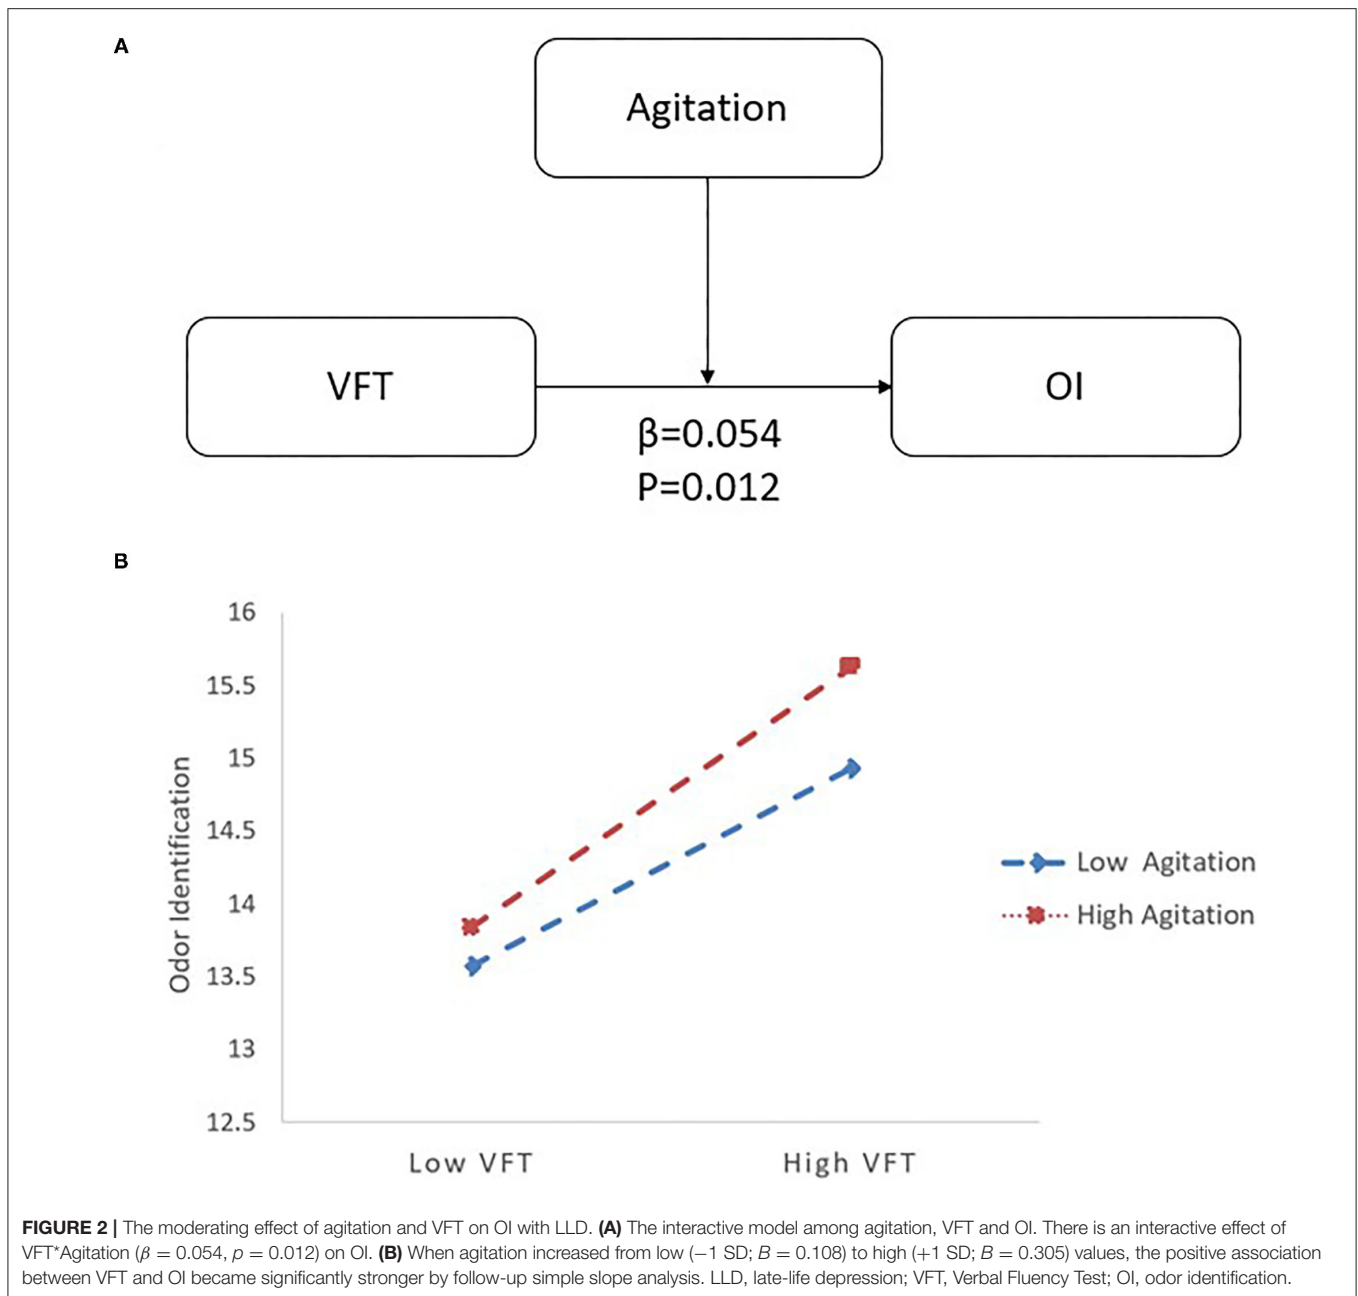 A
Agitation
VFT
OI
β=0.054
P=0.012
B
16
15.5
15
14.5
14
13.5
13
12.5
Odor Identification
Low VFT
High VFT
Low Agitation
High Agitation
FIGURE 2 | The moderating effect of agitation and VFT on OI with LLD. (A) The interactive model among agitation, VFT and OI. There is an interactive effect of
VFT*Agitation (β = 0.054, p = 0.012) on OI. (B) When agitation increased from low (−1 SD; B = 0.108) to high (+1 SD; B = 0.305) values, the positive association
between VFT and OI became significantly stronger by follow-up simple slope analysis. LLD, late-life depression; VFT, Verbal Fluency Test; OI, odor identification.